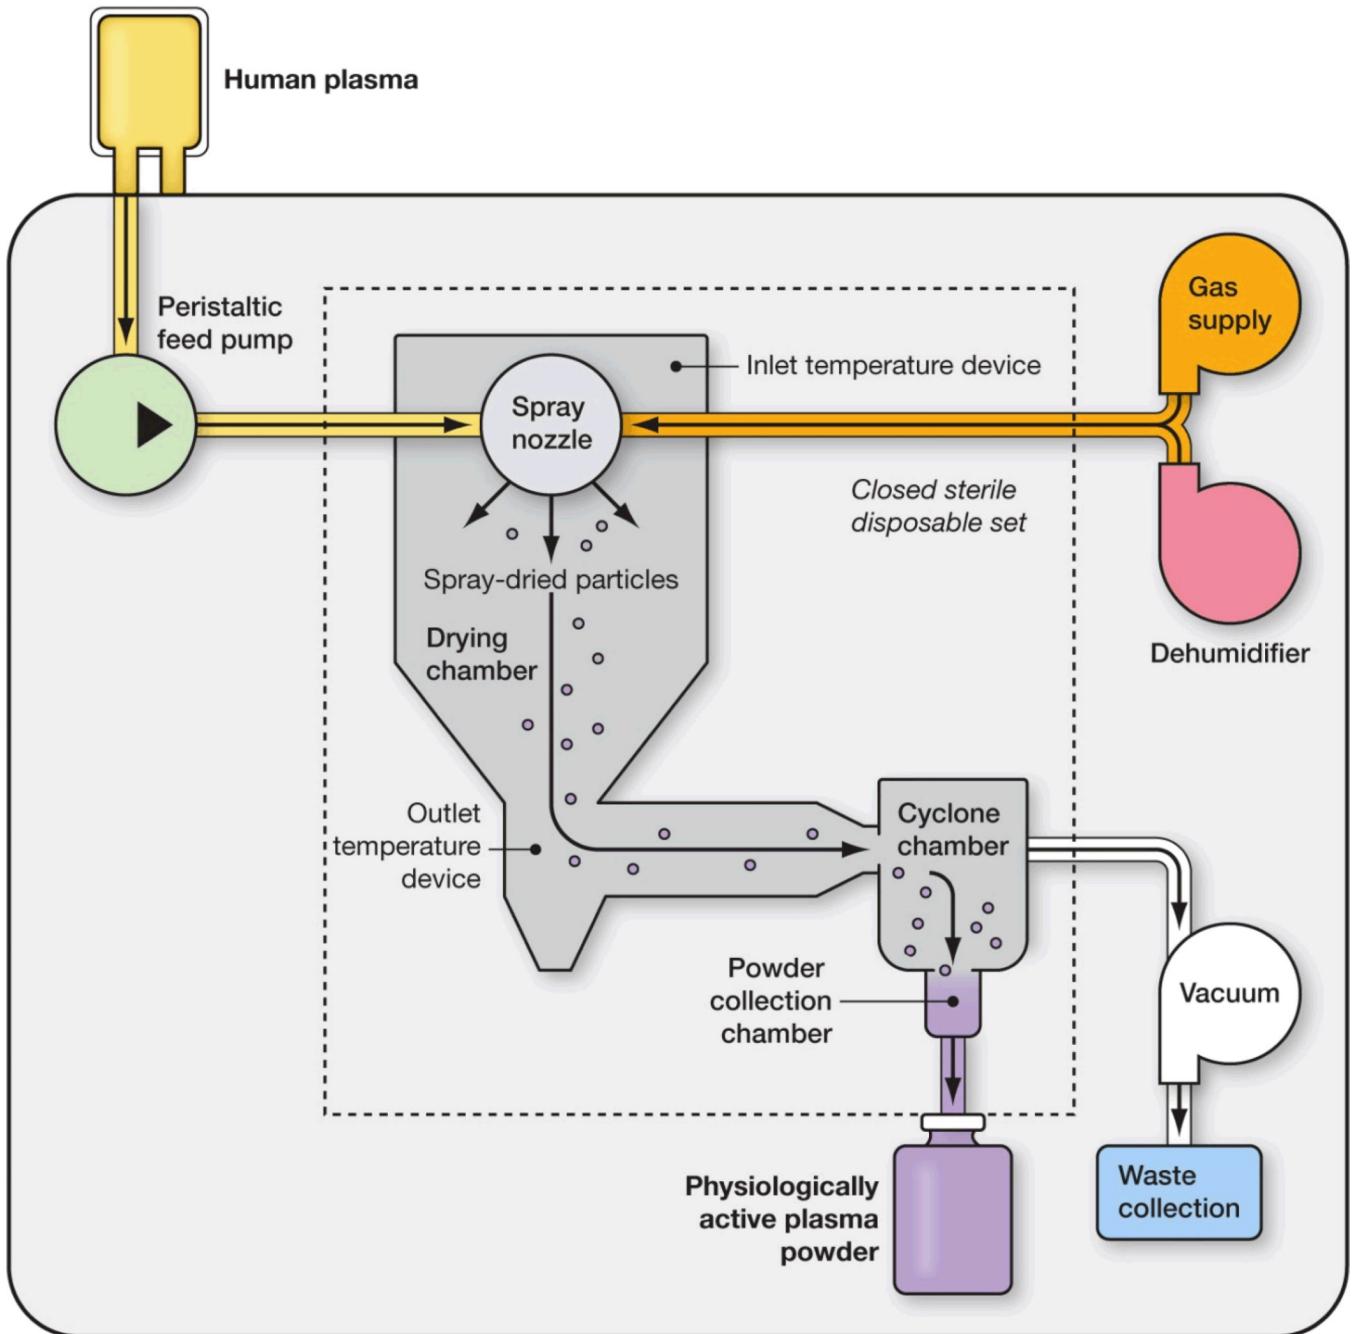 Human plasma
Peristaltic
feed pump
Gas
supply
Inlet temperature device
Spray
nozzle
Closed sterile
disposable set
Spray-dried particles
Drying
chamber
Dehumidifier
Outlet
temperature
device
Cyclone
chamber
Powder
collection
chamber
Vacuum
Physiologically
active plasma
powder
Waste
collection